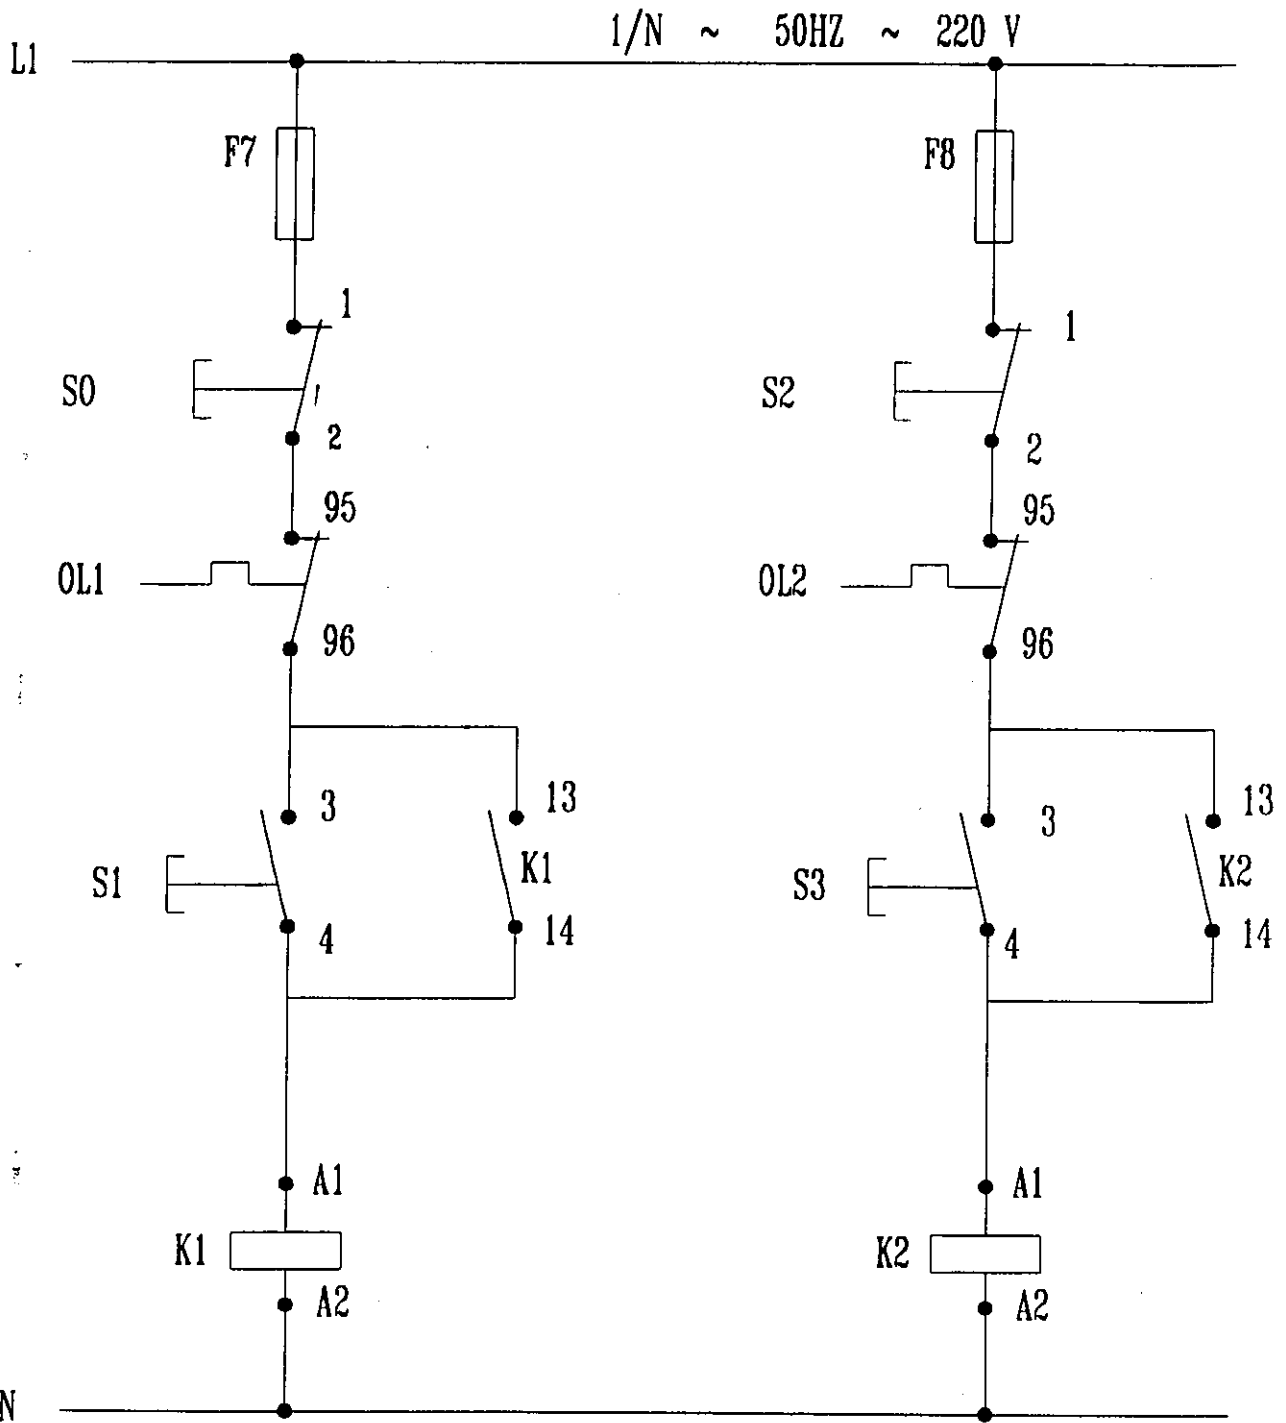 1/N ~ 50HZ ~ 220 V
L1
F7 F8
1 1
S0 S2
2 2
95 95
OL1 OL2
96 96
3 13 3 13
S1 K1 S3 K2
4 14 4 14
A1 A1
K1 K2
A2 A2
N